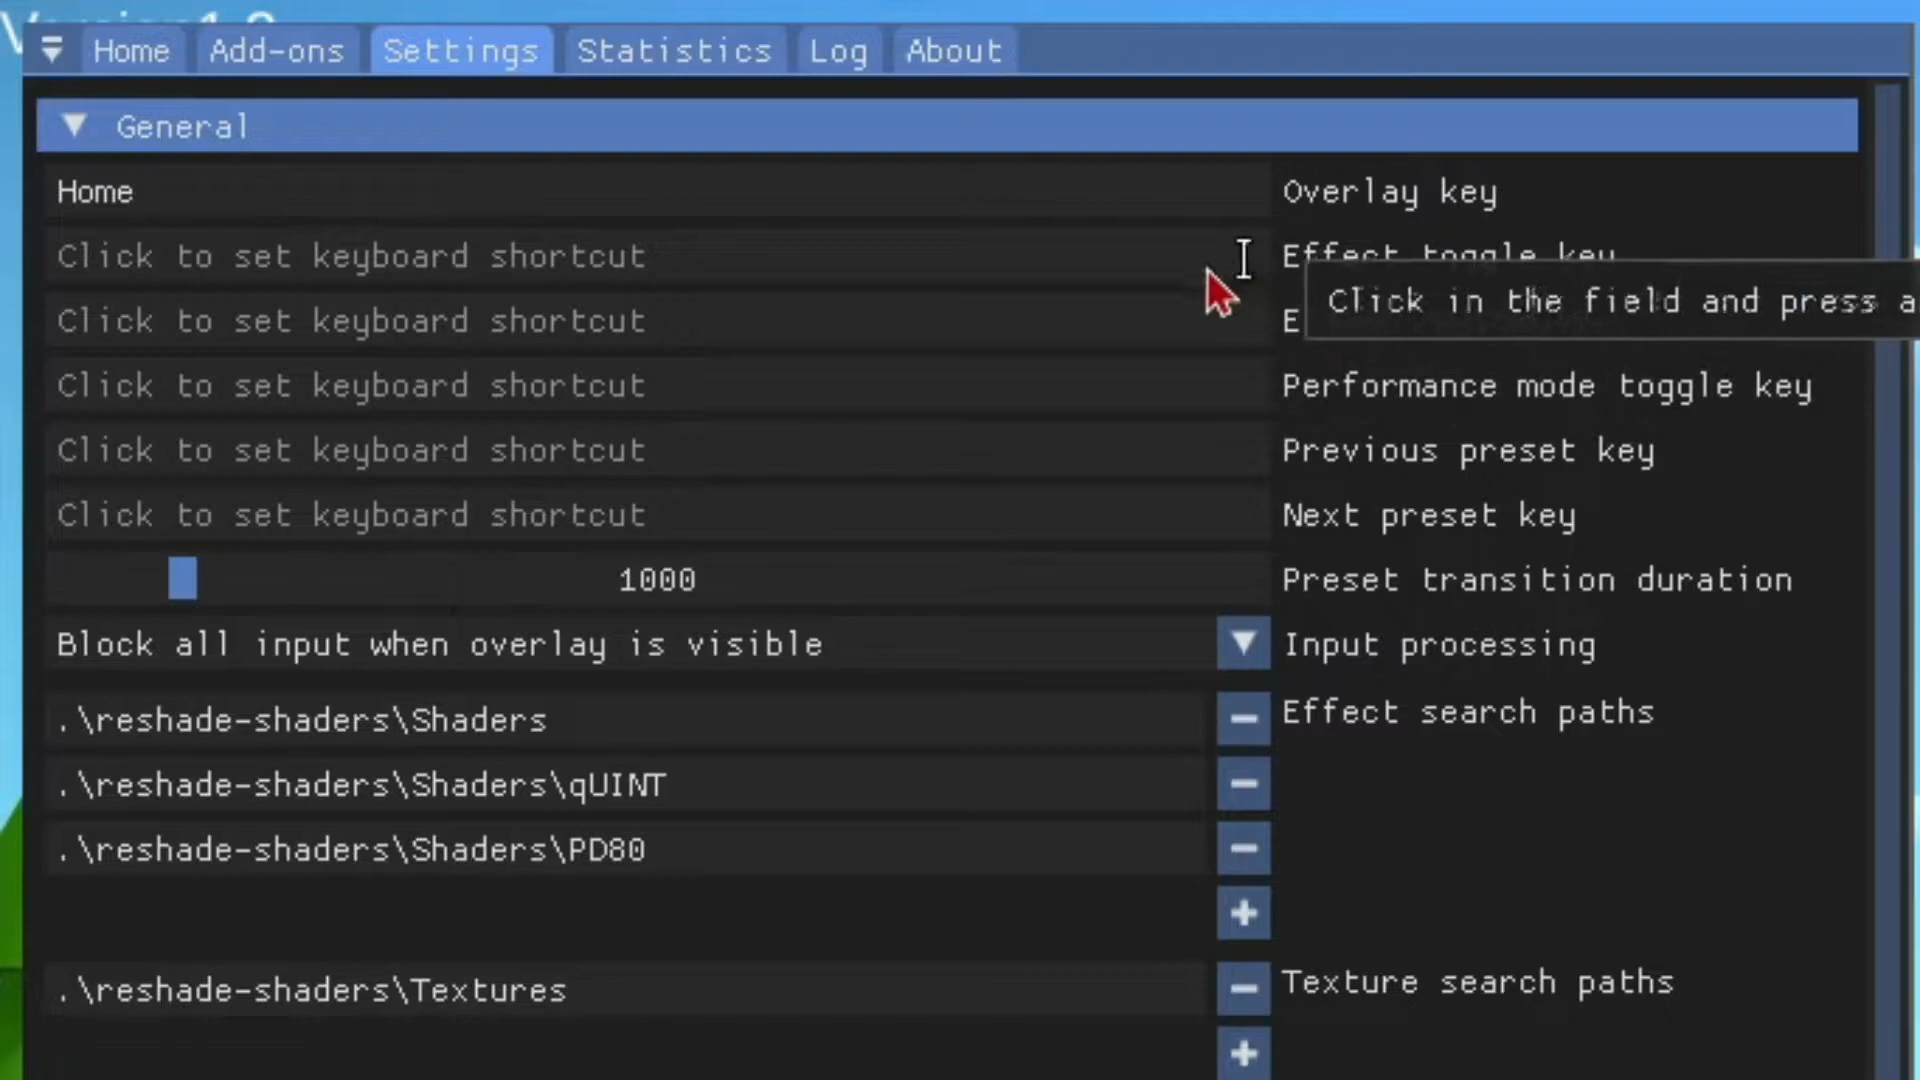 Home Add-ons Settings Statistics Log About
General
Home Overlay key
Click to set keyboard shortcut Effect toggle key
Click in the field and press a
Click to set keyboard shortcut E
Click to set keyboard shortcut Performance mode toggle key
Click to set keyboard shortcut Previous preset key
Click to set keyboard shortcut Next preset key
1000 Preset transition duration
Block all input when overlay is visible Input processing
.\reshade-shaders\Shaders Effect search paths
.\reshade-shaders\Shaders\qUINT
.\reshade-shaders\Shaders\PD80
.\reshade-shaders\Textures Texture search paths